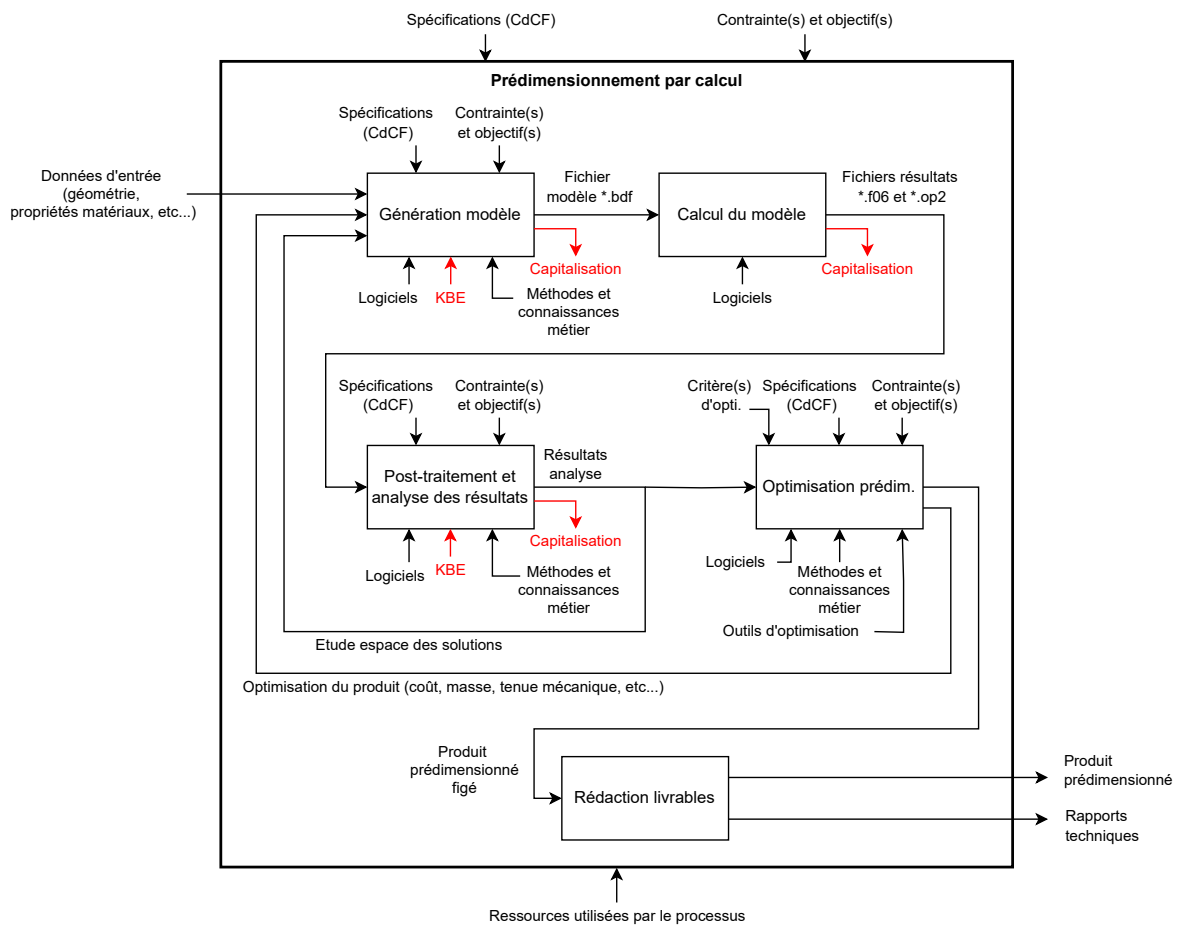 Spécifications (CdCF)
Contrainte(s) et objectif(s)
Prédimensionnement par calcul
Spécifications
(CdCF)
Contrainte(s)
et objectif(s)
Données d'entrée
(géométrie,
propriétés matériaux, etc...)
Génération modèle
Fichier
modèle *.bdf
Calcul du modèle
Fichiers résultats
*.f06 et *.op2
Capitalisation
Capitalisation
Logiciels
KBE
Méthodes et
connaissances
métier
Logiciels
Spécifications
(CdCF)
Contrainte(s)
et objectif(s)
Critère(s)
d'opti.
Spécifications
(CdCF)
Contrainte(s)
et objectif(s)
Post-traitement et
analyse des résultats
Résultats
analyse
Optimisation prédim.
Capitalisation
Logiciels
KBE
Méthodes et
connaissances
métier
Logiciels
Méthodes et
connaissances
métier
Outils d'optimisation
Etude espace des solutions
Optimisation du produit (coût, masse, tenue mécanique, etc...)
Produit
prédimensionné
figé
Rédaction livrables
Produit
prédimensionné
Rapports
techniques
Ressources utilisées par le processus